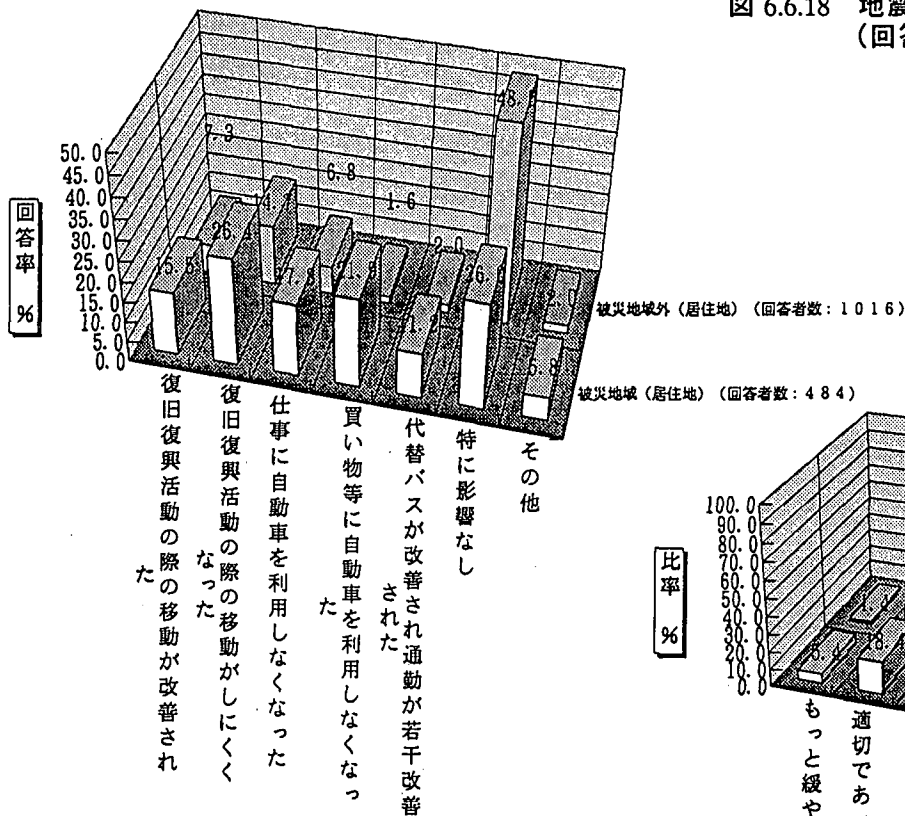 図 6.6.18 地震
(回答
回答率 %
50.0
45.0
40.0
35.0
30.0
25.0
20.0
15.0
10.0
5.0
0.0
7.3
6.8
1.6
2.0
15.5
5.8
被災地域外（居住地）（回答者数：1016）
被災地域（居住地）（回答者数：484）
復旧復興活動の際の移動が改善され
た
復旧復興活動の際の移動がしにくく
なった
仕事に自動車を利用しなくなった
買い物等に自動車を利用しなくなっ
た
代替バスが改善され通勤が若干改善
された
特に影響なし
その他
比率 %
100.0
90.0
80.0
70.0
60.0
50.0
40.0
30.0
20.0
10.0
0.0
5.4
もっと緩や
適切であ